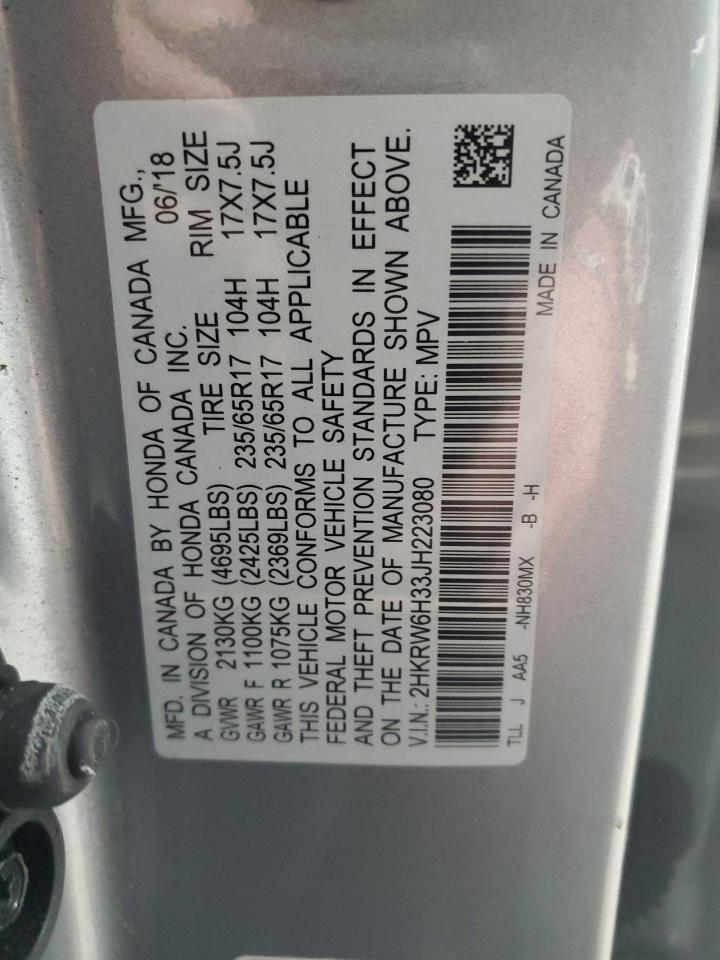 MFD. IN CANADA BY HONDA OF CANADA MFG.,
A DIVISION OF HONDA CANADA INC. 06/'18
GVWR 2130KG (4695LBS) TIRE SIZE RIM SIZE
GAWR F 1100KG (2425LBS) 235/65R17 104H 17X7.5J
GAWR R 1075KG (2369LBS) 235/65R17 104H 17X7.5J
THIS VEHICLE CONFORMS TO ALL APPLICABLE
FEDERAL MOTOR VEHICLE SAFETY
AND THEFT PREVENTION STANDARDS IN EFFECT
ON THE DATE OF MANUFACTURE SHOWN ABOVE.
V.I.N.: 2HKRW6H33JH223080 TYPE: MPV
TLL J AA5 -NH830MX -B -H
MADE IN CANADA